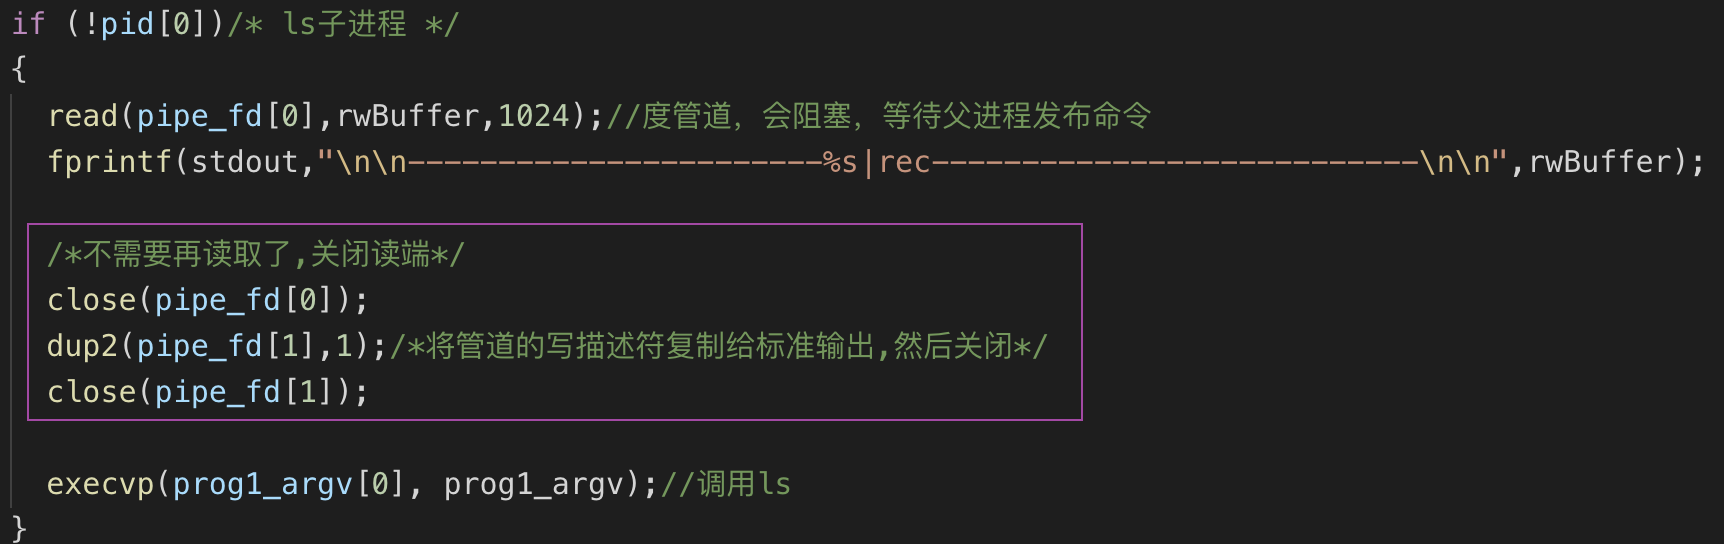 if (!pid[0])/* ls子进程 */
{
read(pipe_fd[0],rwBuffer,1024);//度管道，会阻塞，等待父进程发布命令
fprintf(stdout,"\n\n-----------------------%s|rec---------------------------\n\n",rwBuffer);
/*不需要再读取了,关闭读端*/
close(pipe_fd[0]);
dup2(pipe_fd[1],1);/*将管道的写描述符复制给标准输出,然后关闭*/
close(pipe_fd[1]);
execvp(prog1_argv[0], prog1_argv);//调用ls
}